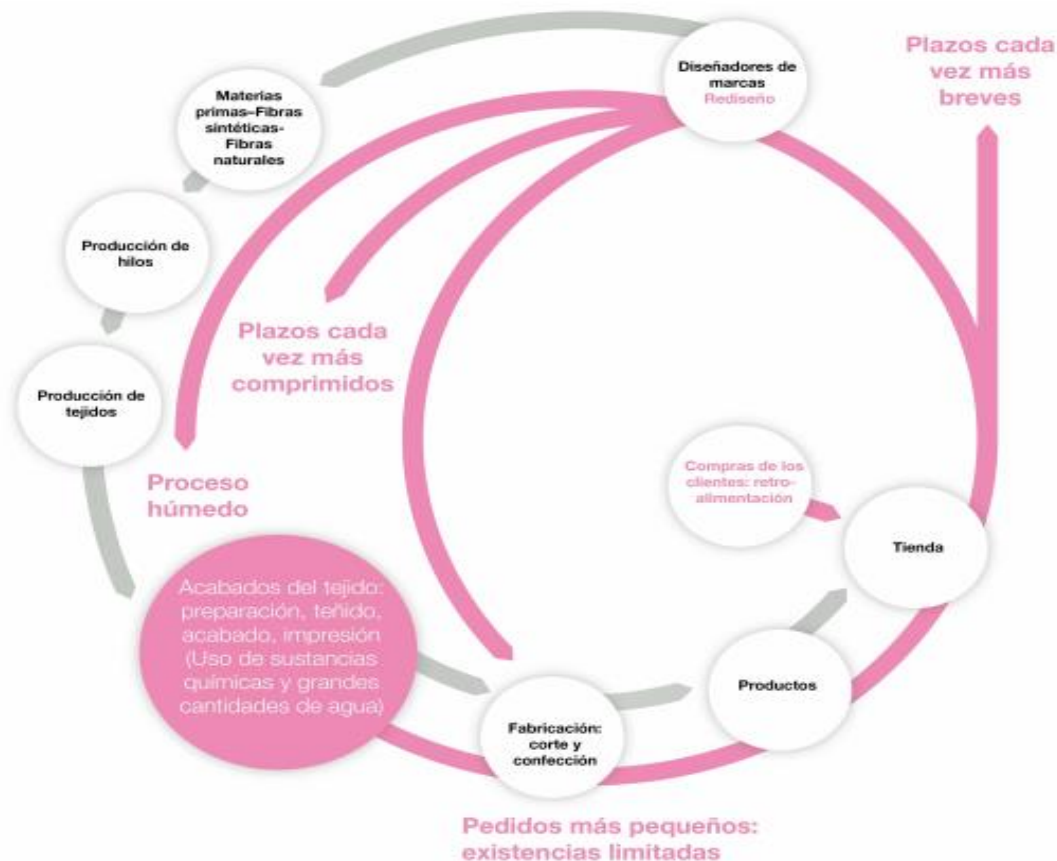 Diseñadores de
marcas
Rediseño
Plazos cada
vez más
breves
Materias
primas–Fibras
sintéticas-
Fibras
naturales
Producción de
hilos
Plazos cada
vez más
comprimidos
Producción de
tejidos
Proceso
húmedo
Compras de los
clientes: retro-
alimentación
Tienda
Acabados del tejido:
preparación, teñido,
acabado, impresión
(Uso de sustancias
químicas y grandes
cantidades de agua)
Productos
Fabricación:
corte y
confección
Pedidos más pequeños:
existencias limitadas